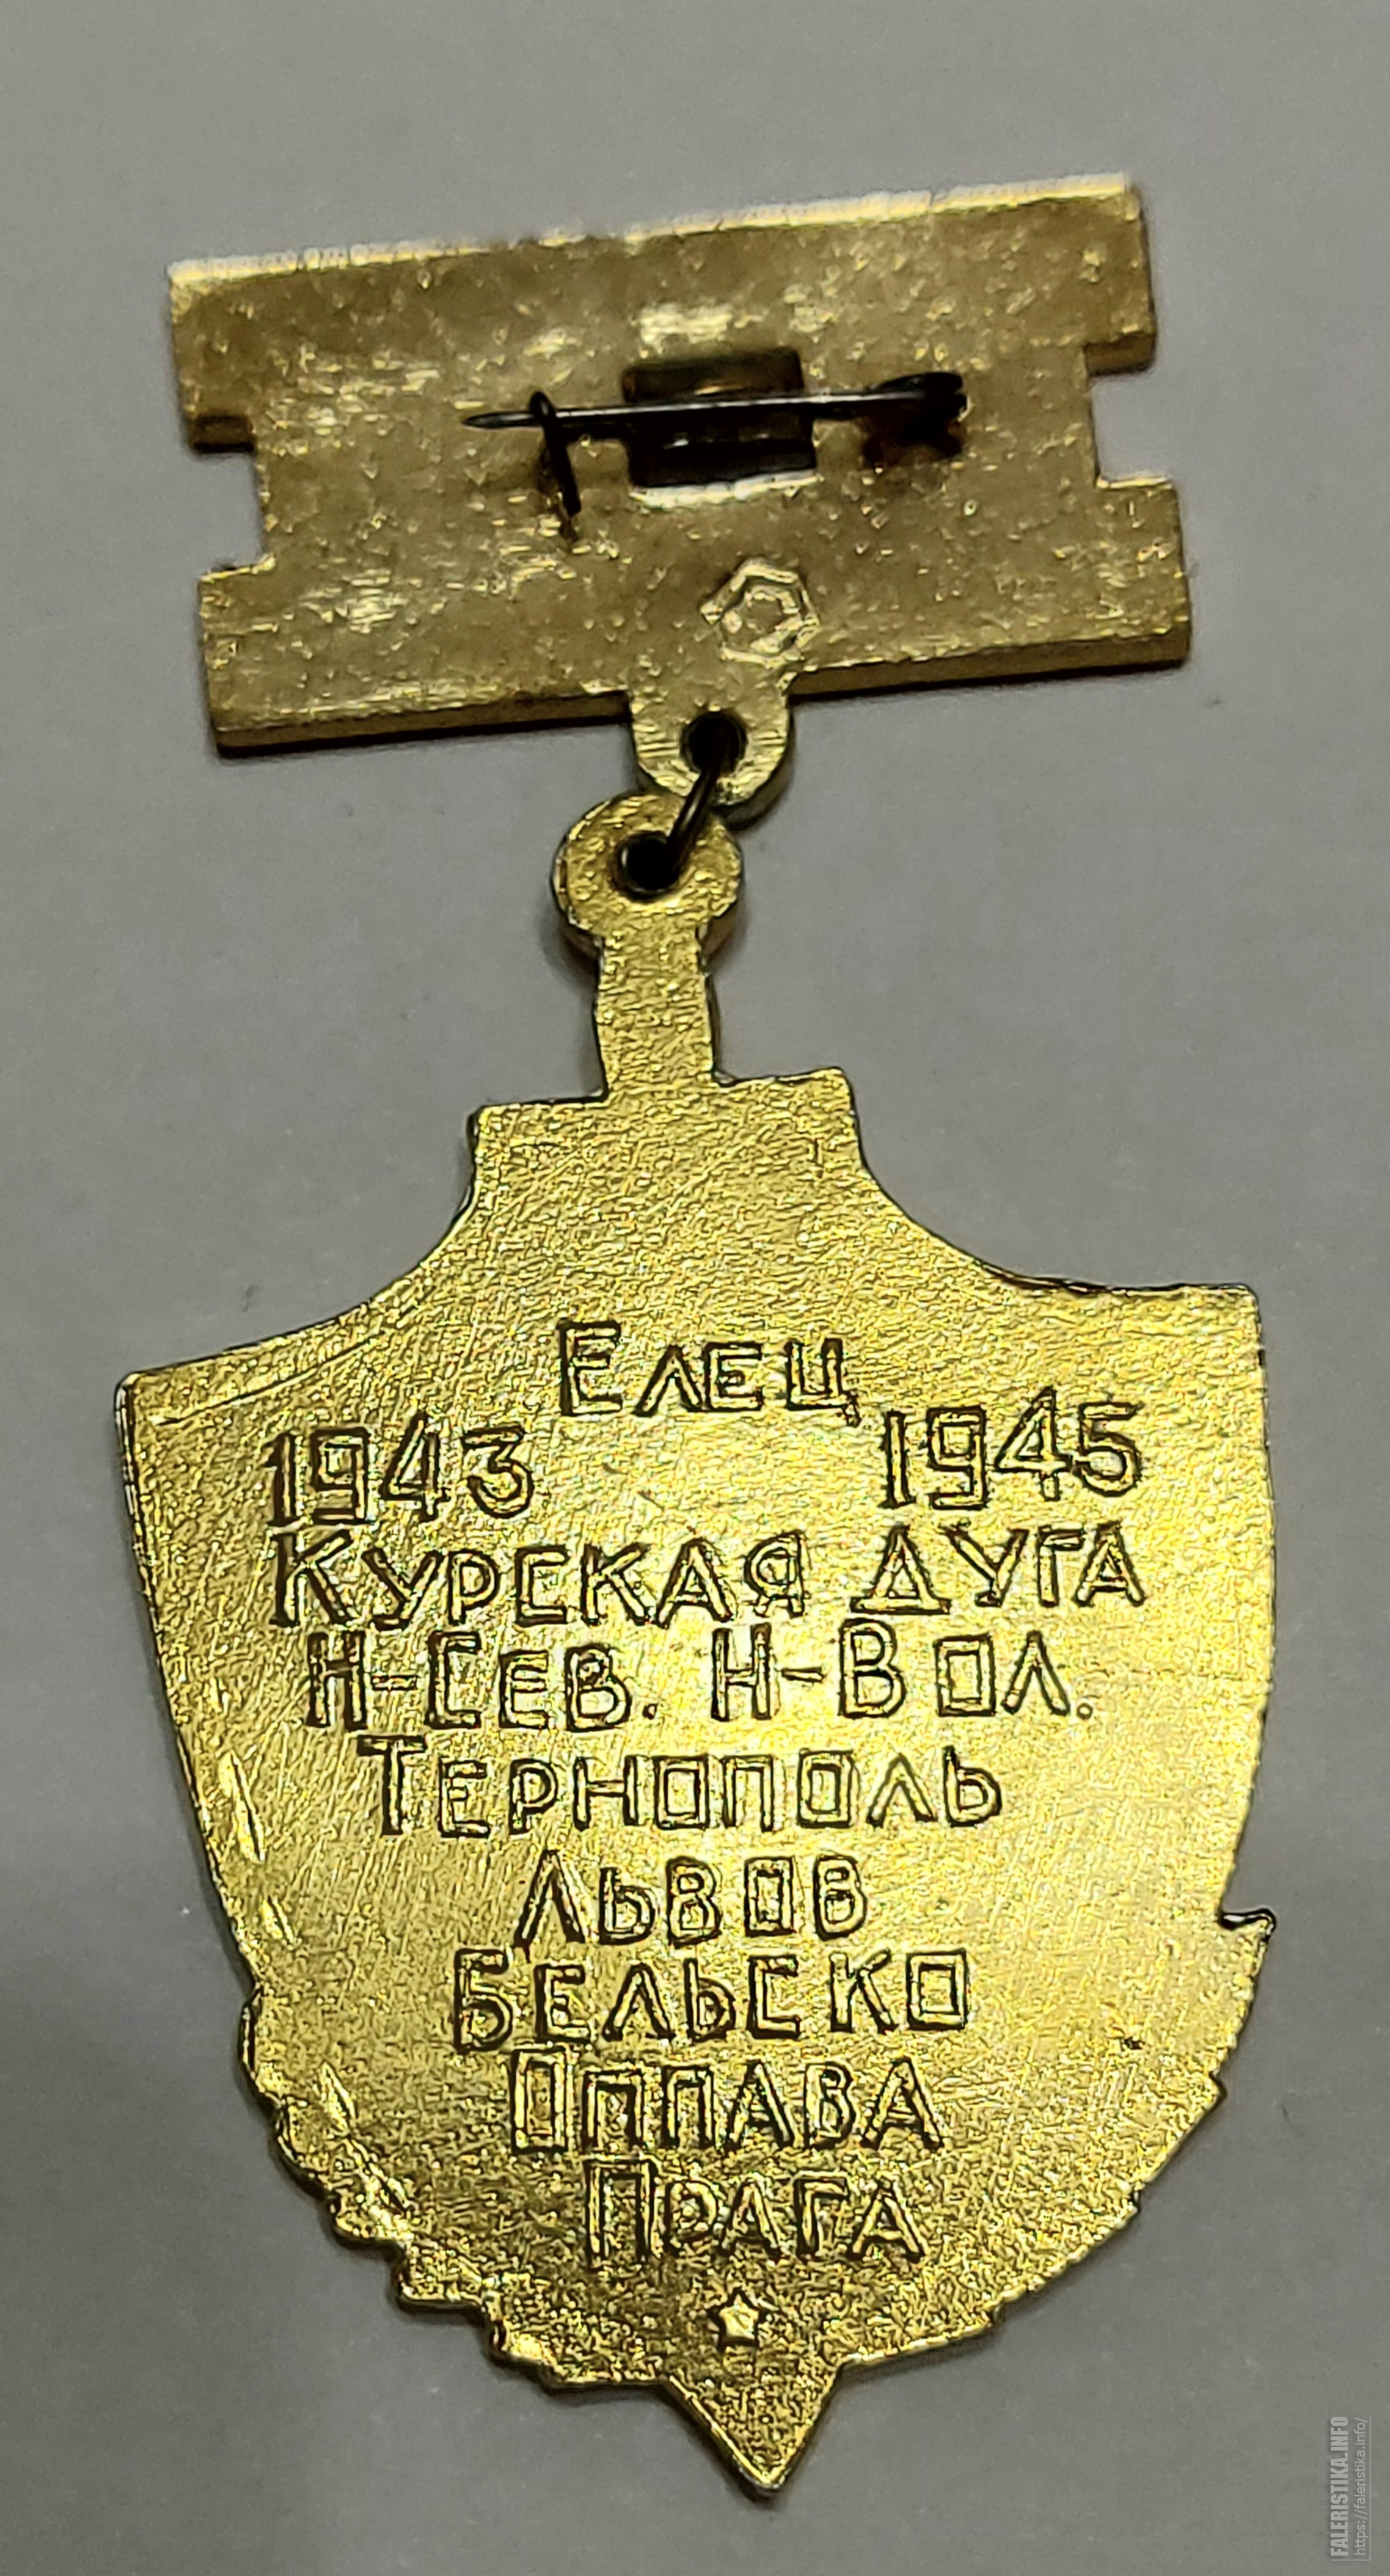 Елец
1943 1945
Курская дуга
Н-Сев. Н-Вол.
Тернополь
Львов
Бельско
Оппава
Прага
FALERISTIKA.INFO
https://faleristika.info/